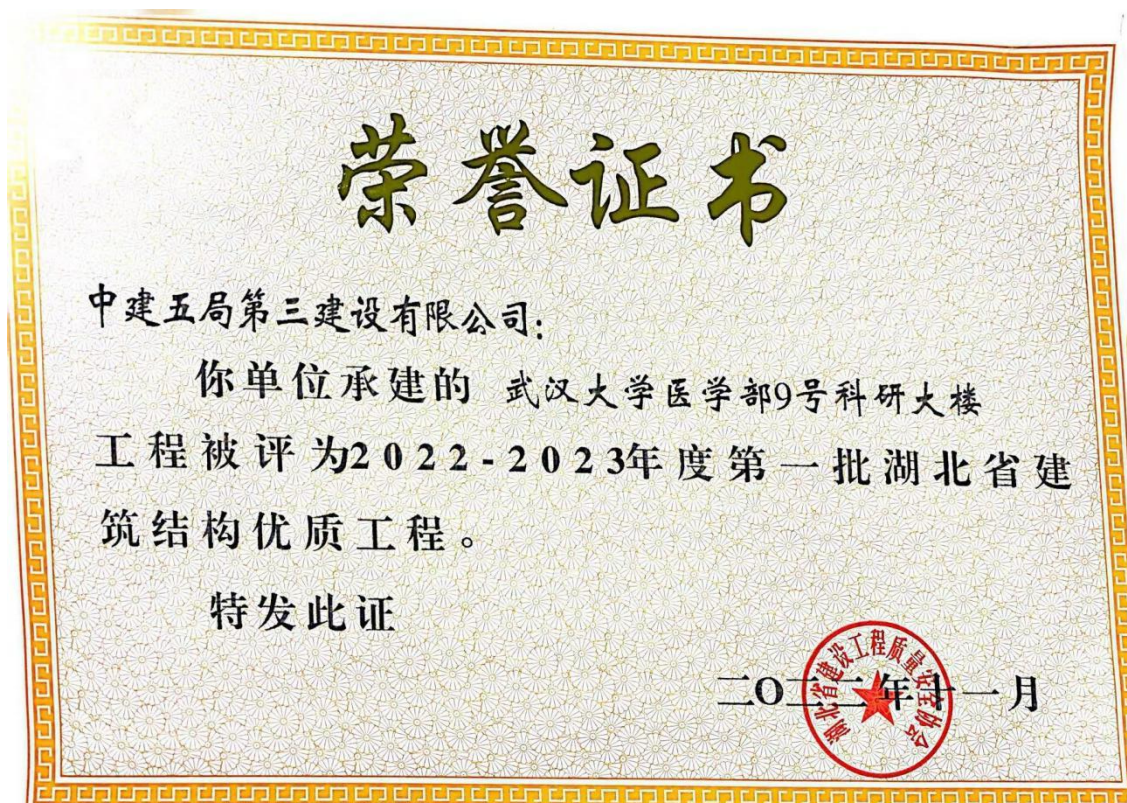 荣誉证书
中建五局第三建设有限公司:
你单位承建的 武汉大学医学部9号科研大楼
工程被评为2022-2023年度第一批湖北省建
筑结构优质工程。
特发此证
湖北省建设工程质量安全协会
二〇二二年十一月